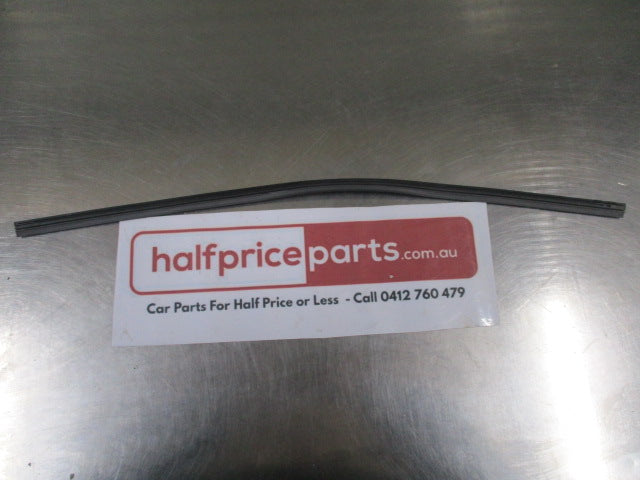 halfpriceparts.com.au
Car Parts For Half Price or Less - Call 0412 760 479